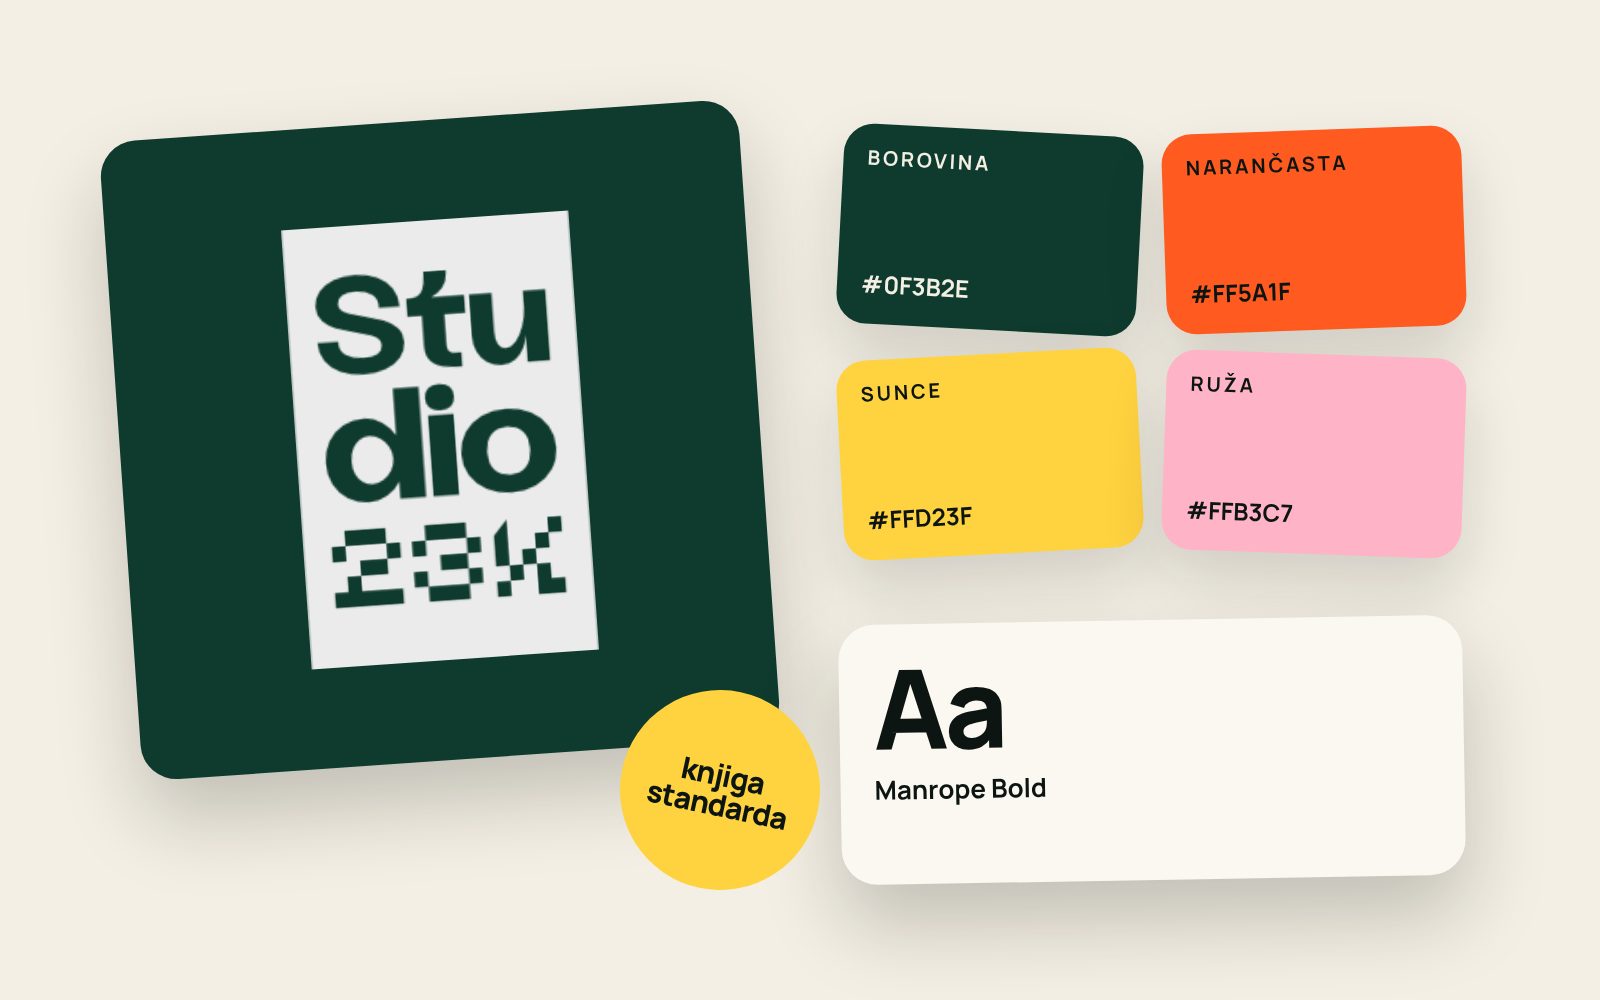 Stu
dio
23K
knjiga
standarda
BOROVINA
#0F3B2E
NARANČASTA
#FF5A1F
SUNCE
#FFD23F
RUŽA
#FFB3C7
Aa
Manrope Bold